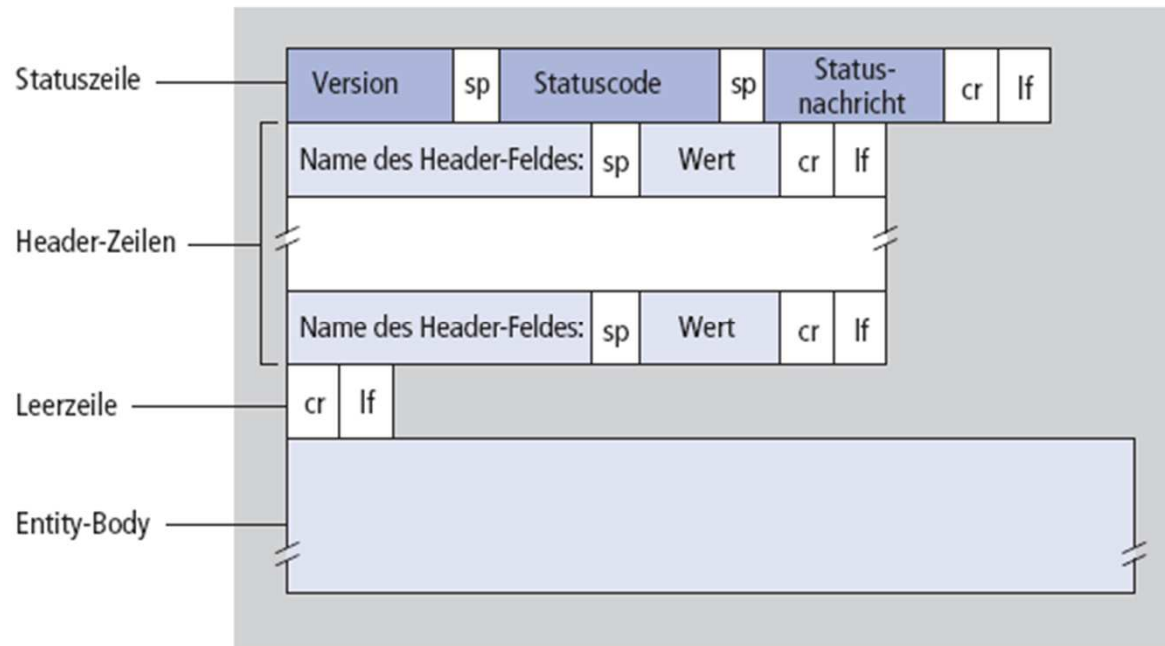 Statuszeile
Version sp Statuscode sp Status-
nachricht cr lf
Name des Header-Feldes: sp Wert cr lf
Header-Zeilen
Name des Header-Feldes: sp Wert cr lf
Leerzeile
cr lf
Entity-Body